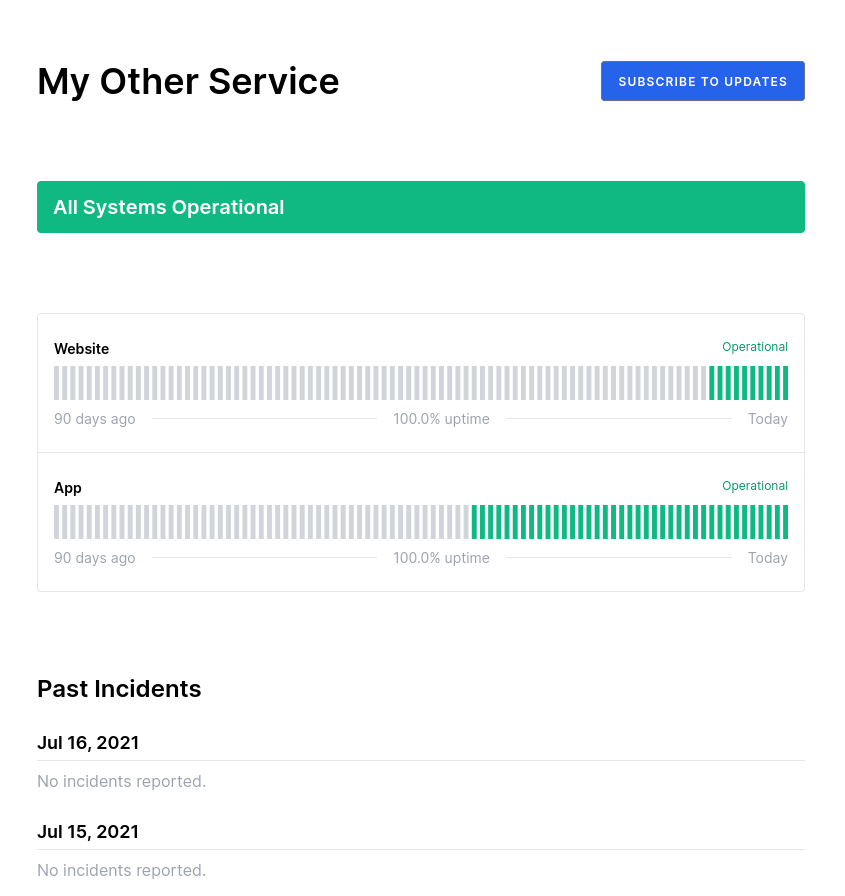 My Other Service
SUBSCRIBE TO UPDATES
All Systems Operational
Website
Operational
90 days ago
100.0% uptime
Today
App
Operational
90 days ago
100.0% uptime
Today
Past Incidents
Jul 16, 2021
No incidents reported.
Jul 15, 2021
No incidents reported.